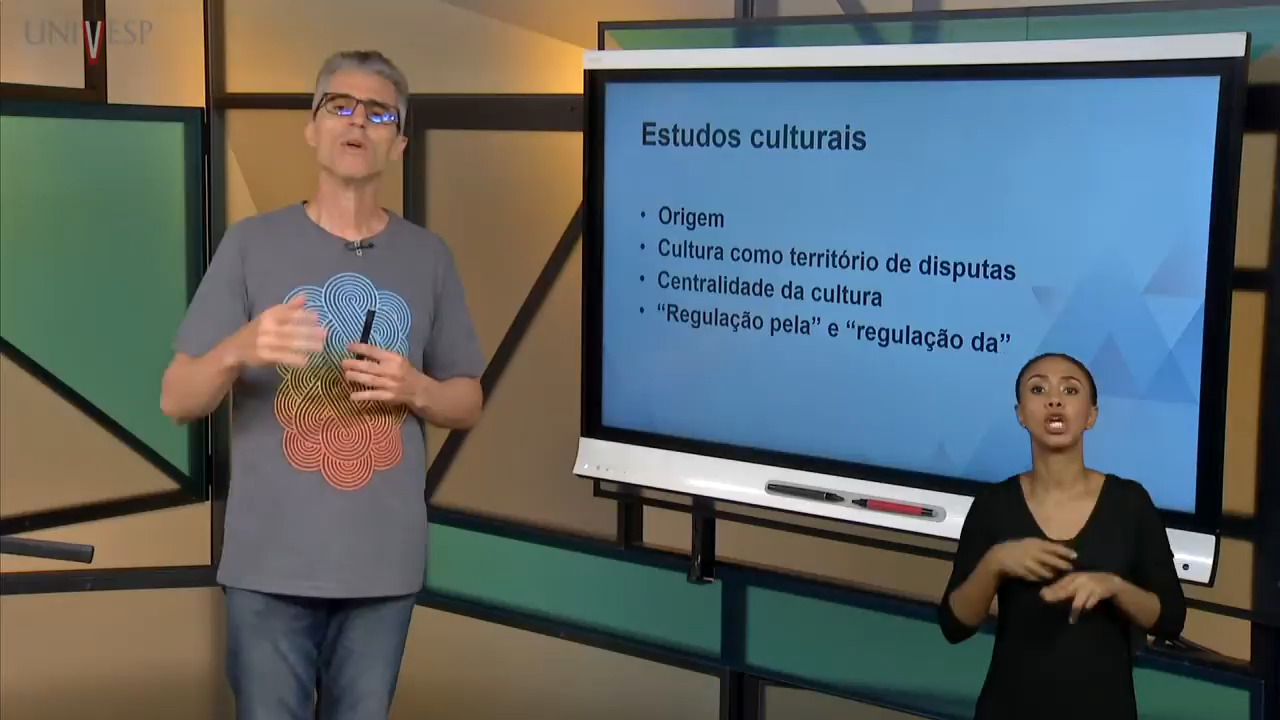 UNIVESP
Estudos culturais
• Origem
• Cultura como território de disputas
• Centralidade da cultura
• “Regulação pela” e “regulação da”